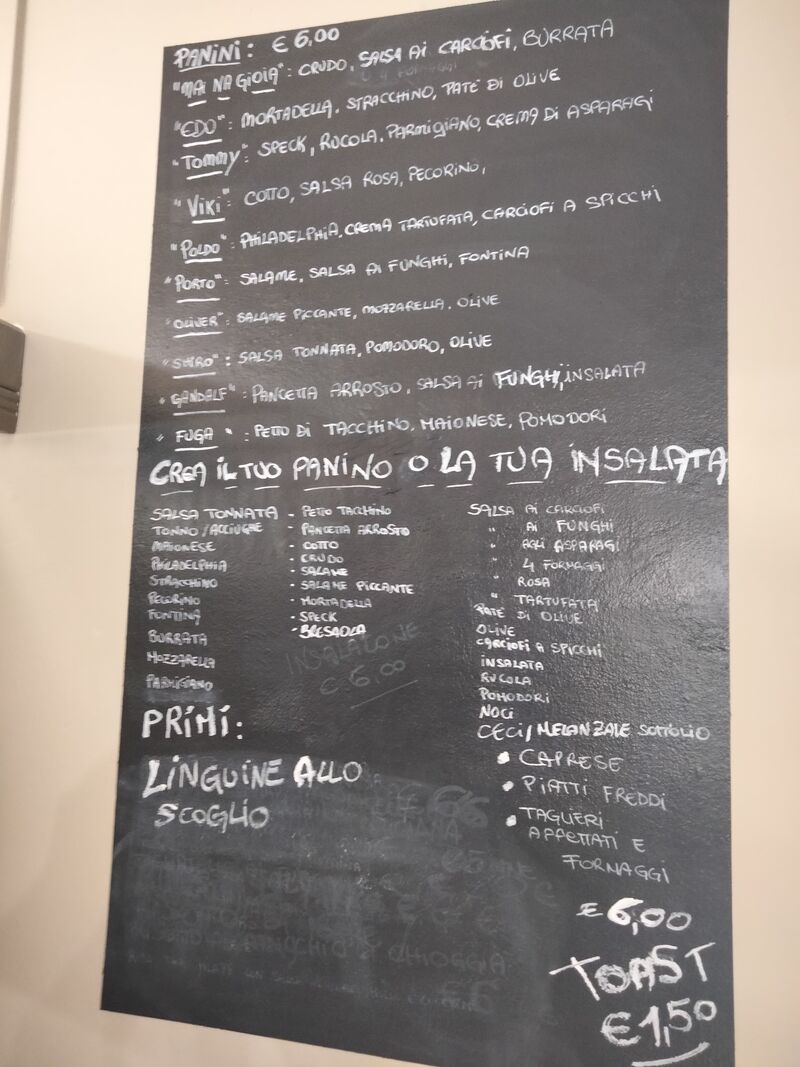 PANINI: € 6,00
"MAI NA GIOIA": CRUDO, SALSA AI CARCIOFI, BURRATA
"EDO": MORTADELLA, STRACCHINO, PATÈ DI OLIVE
"TOMMY": SPECK, RUCOLA, PARMIGIANO, CREMA DI ASPARAGI
"VIKI": COTTO, SALSA ROSA, PECORINO,
"POLDO": PHILADELPHIA, CREMA TARTUFATA, CARCIOFI A SPICCHI
"PORTO": SALAME, SALSA AI FUNGHI, FONTINA
"OLIVER": SALAME PICCANTE, MOZZARELLA, OLIVE
"SHIRO": SALSA TONNATA, POMODORO, OLIVE
"GANDALF": PANCETTA ARROSTO, SALSA AI FUNGHI, INSALATA
"FUGA": PETTO DI TACCHINO, MAIONESE, POMODORI
CREA IL TUO PANINO O LA TUA INSALATA
SALSA TONNATA
TONNO/ACCIUGHE
MAIONESE
PHILADELPHIA
STRACCHINO
PECORINO
FONTINA
BURRATA
MOZZARELLA
PARMIGIANO
- PETTO TACCHINO
- PANCETTA ARROSTO
- COTTO
- CRUDO
- SALAME
- SALAME PICCANTE
- MORTADELLA
- SPECK
- BRESAOLA
INSALATONE
€ 6.00
SALSA AI CARCIOFI
" AI FUNGHI
" AGLI ASPARAGI
" 4 FORMAGGI
" ROSA
" TARTUFATA
PATÈ DI OLIVE
OLIVE
CARCIOFI A SPICCHI
INSALATA
RUCOLA
POMODORI
NOCI
CECI/MELANZALE SOTTOLIO
• CAPRESE
• PIATTI FREDDI
• TAGLIERI
AFFETTATI E
FORNAGGI
€ 6,00
TOAST
€ 1,50
PRIMI:
LINGUINE ALLO
SCOGLIO